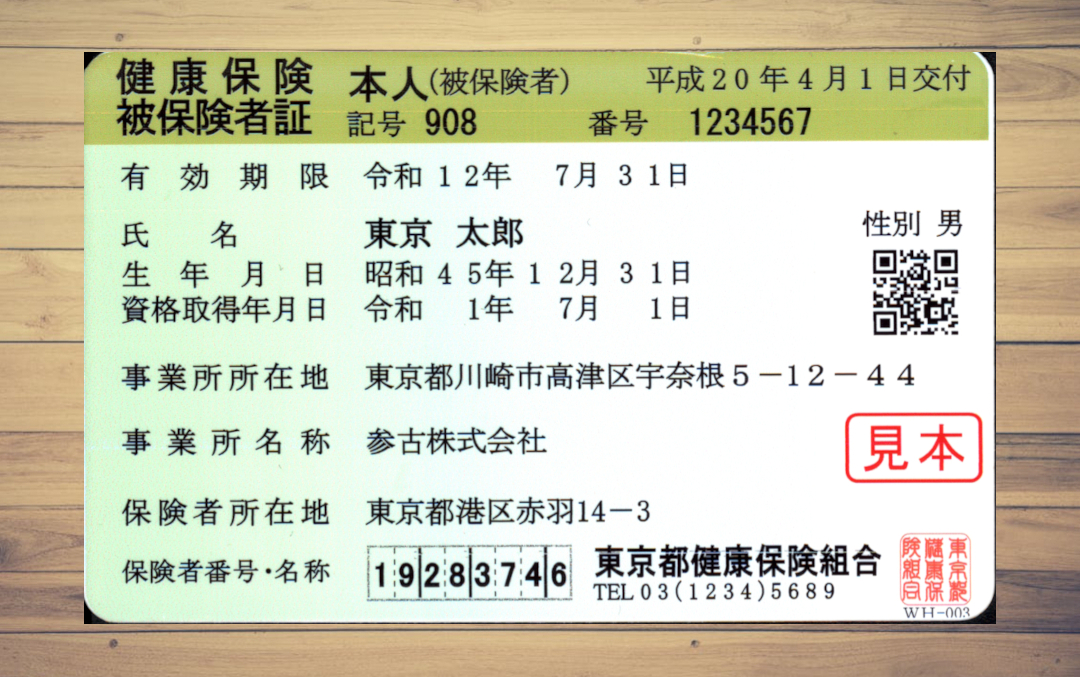 健康保険 本人(被保険者) 平成20年4月1日交付
被保険者証 記号 908 番号 1234567
有効期限 令和12年 7月31日
氏名 東京 太郎 性別 男
生年月日 昭和45年12月31日
資格取得年月日 令和 1年 7月 1日
事業所所在地 東京都川崎市高津区宇奈根5-12-44
事業所名称 参古株式会社
見本
保険者所在地 東京都港区赤羽14-3
保険者番号・名称 19283746 東京都健康保険組合
TEL03(1234)5689
東京都健康保険組合
WH-003